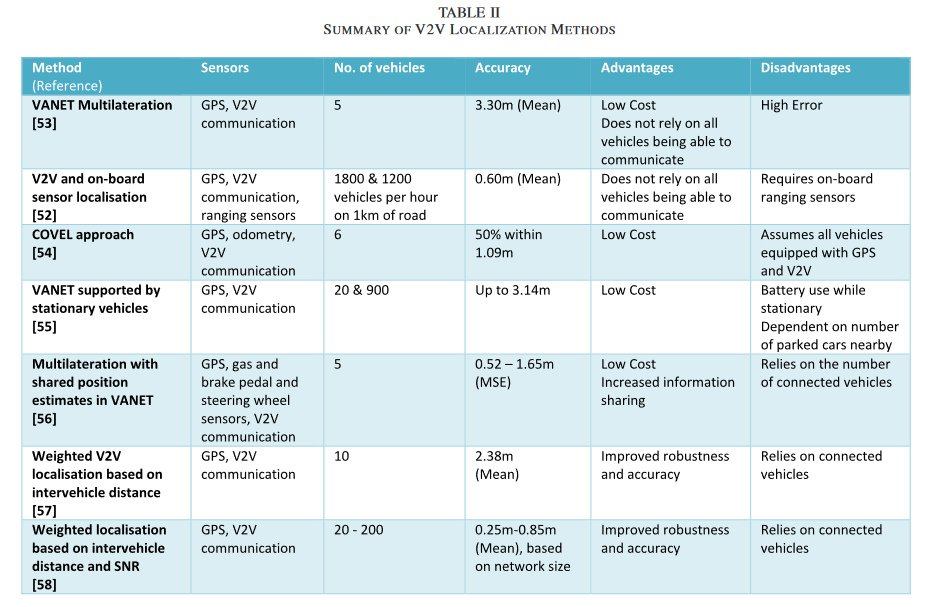 TABLE II
SUMMARY OF V2V LOCALIZATION METHODS
Method
(Reference)
Sensors
No. of vehicles
Accuracy
Advantages
Disadvantages
VANET Multilateration
[53]
GPS, V2V
communication
5
3.30m (Mean)
Low Cost
Does not rely on all
vehicles being able to
communicate
High Error
V2V and on-board
sensor localisation
[52]
GPS, V2V
communication,
ranging sensors
1800 & 1200
vehicles per hour
on 1km of road
0.60m (Mean)
Does not rely on all
vehicles being able to
communicate
Requires on-board
ranging sensors
COVEL approach
[54]
GPS, odometry,
V2V
communication
6
50% within
1.09m
Low Cost
Assumes all vehicles
equipped with GPS
and V2V
VANET supported by
stationary vehicles
[55]
GPS, V2V
communication
20 & 900
Up to 3.14m
Low Cost
Battery use while
stationary
Dependent on number
of parked cars nearby
Multilateration with
shared position
estimates in VANET
[56]
GPS, gas and
brake pedal and
steering wheel
sensors, V2V
communication
5
0.52 – 1.65m
(MSE)
Low Cost
Increased information
sharing
Relies on the number
of connected vehicles
Weighted V2V
localisation based on
intervehicle distance
[57]
GPS, V2V
communication
10
2.38m
(Mean)
Improved robustness
and accuracy
Relies on connected
vehicles
Weighted localisation
based on intervehicle
distance and SNR
[58]
GPS, V2V
communication
20 - 200
0.25m-0.85m
(Mean), based
on network size
Improved robustness
and accuracy
Relies on connected
vehicles